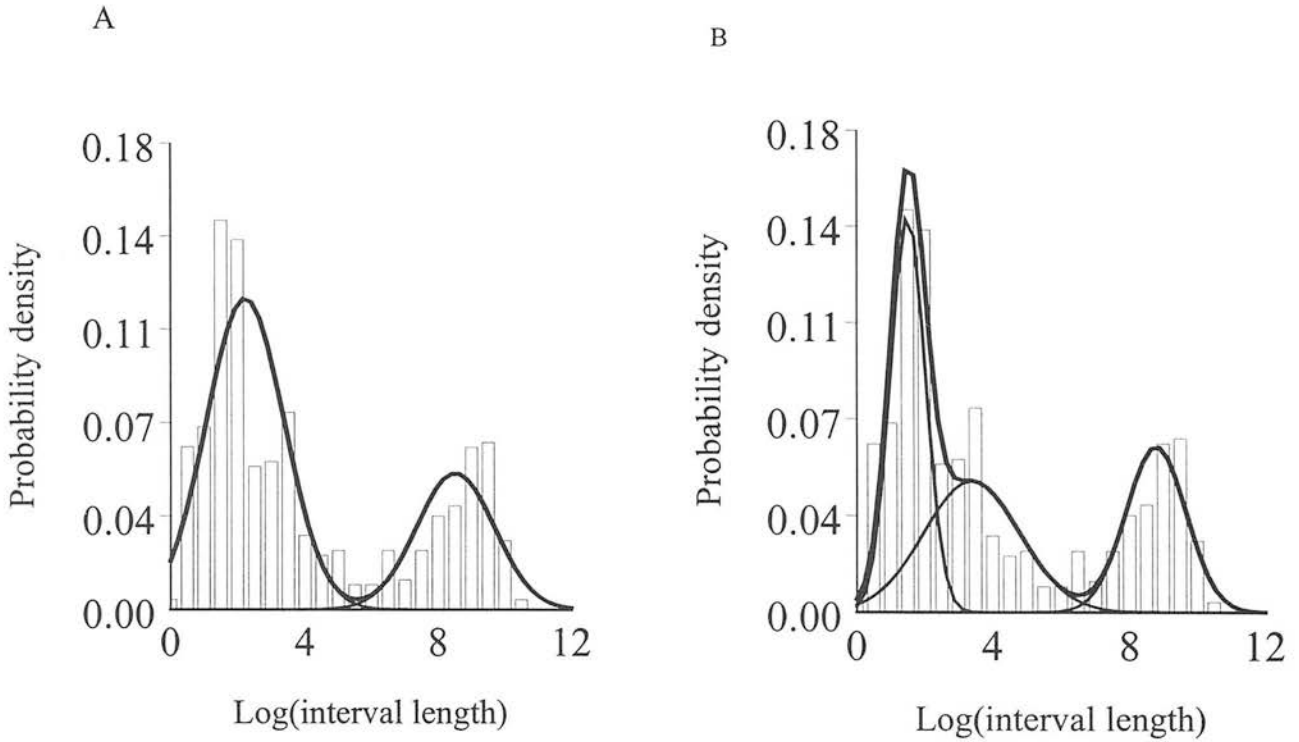 A
0.18
0.14
0.11
0.07
0.04
0.00
Probability density
0 4 8 12
Log(interval length)
B
0.18
0.14
0.11
0.07
0.04
0.00
Probability density
0 4 8 12
Log(interval length)